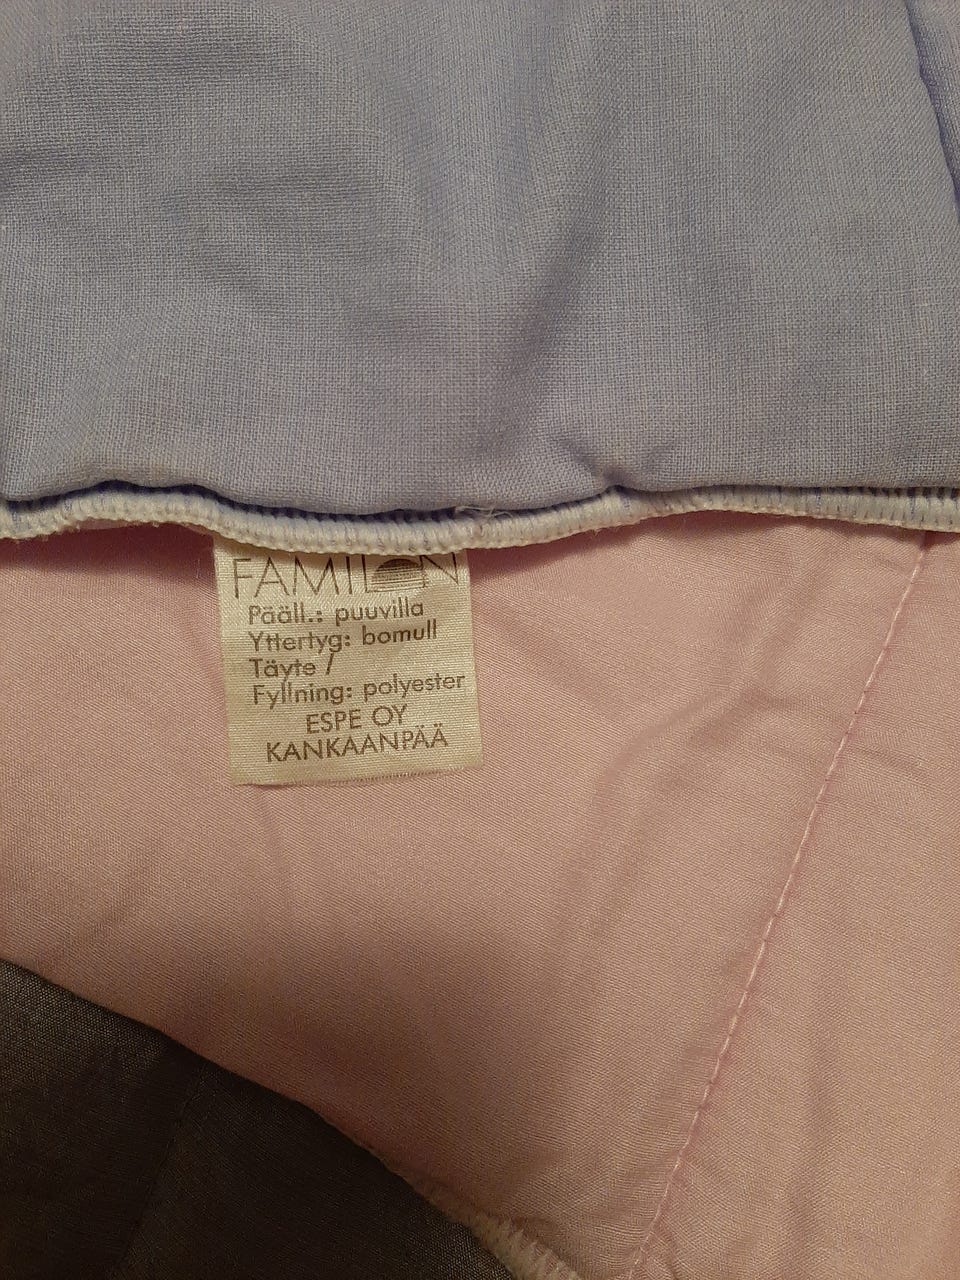 FAMILON
Pääll.: puuvilla
Yttertyg: bomull
Täyte /
Fyllning: polyester
ESPE OY
KANKAANPÄÄ